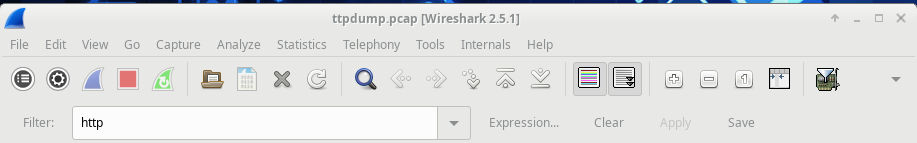 ttpdump.pcap [Wireshark 2.5.1]
File Edit View Go Capture Analyze Statistics Telephony Tools Internals Help
Filter: http Expression... Clear Apply Save